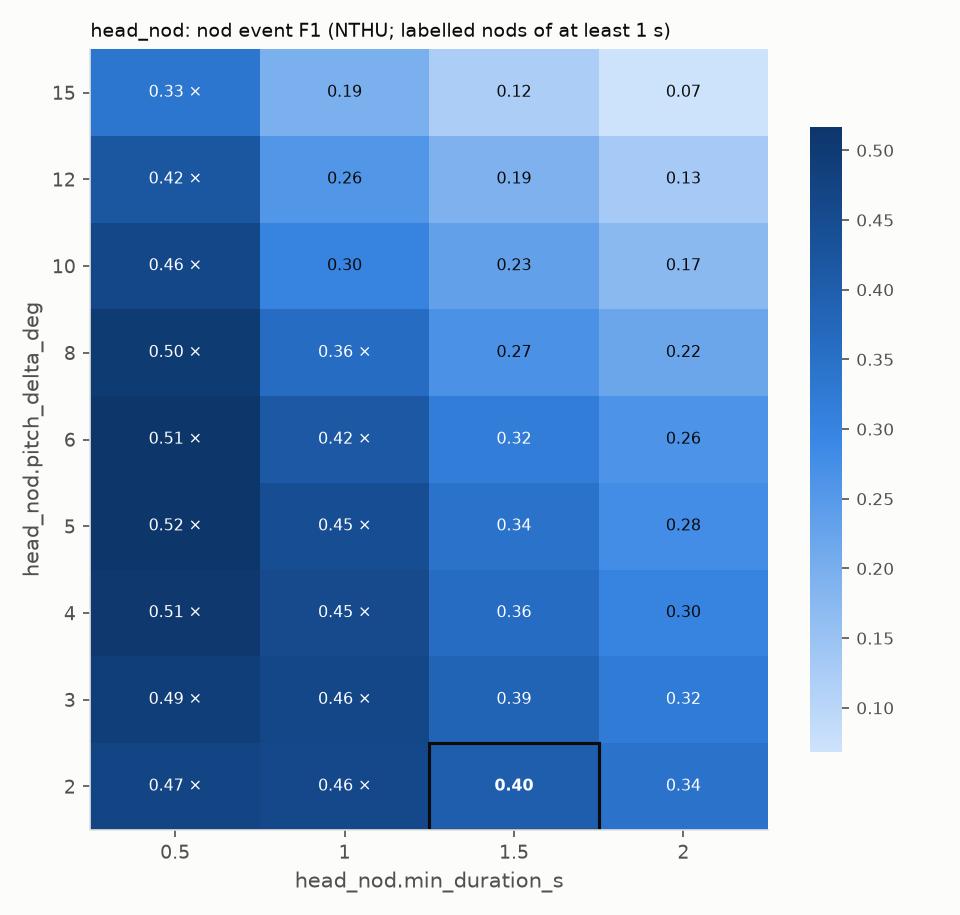 head_nod: nod event F1 (NTHU; labelled nods of at least 1 s)
head_nod.pitch_delta_deg
15 0.33 × 0.19 0.12 0.07
12 0.42 × 0.26 0.19 0.13
10 0.46 × 0.30 0.23 0.17
8 0.50 × 0.36 × 0.27 0.22
6 0.51 × 0.42 × 0.32 0.26
5 0.52 × 0.45 × 0.34 0.28
4 0.51 × 0.45 × 0.36 0.30
3 0.49 × 0.46 × 0.39 0.32
2 0.47 × 0.46 × 0.40 0.34
0.5 1 1.5 2
head_nod.min_duration_s
0.50
0.45
0.40
0.35
0.30
0.25
0.20
0.15
0.10